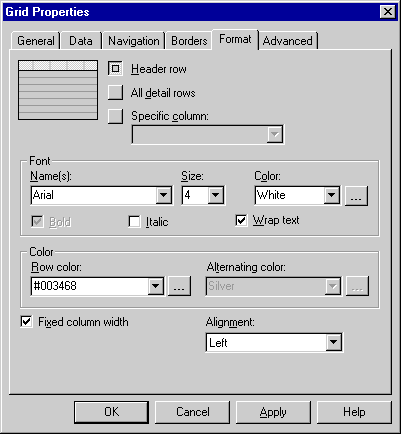 Grid Properties
General Data Navigation Borders Format Advanced
Header row
All detail rows
Specific column:
Font
Name(s): Size: Color:
Arial 4 White ...
Bold Italic Wrap text
Color
Row color: Alternating color:
#003468 ... Silver ...
Fixed column width Alignment:
Left
OK Cancel Apply Help